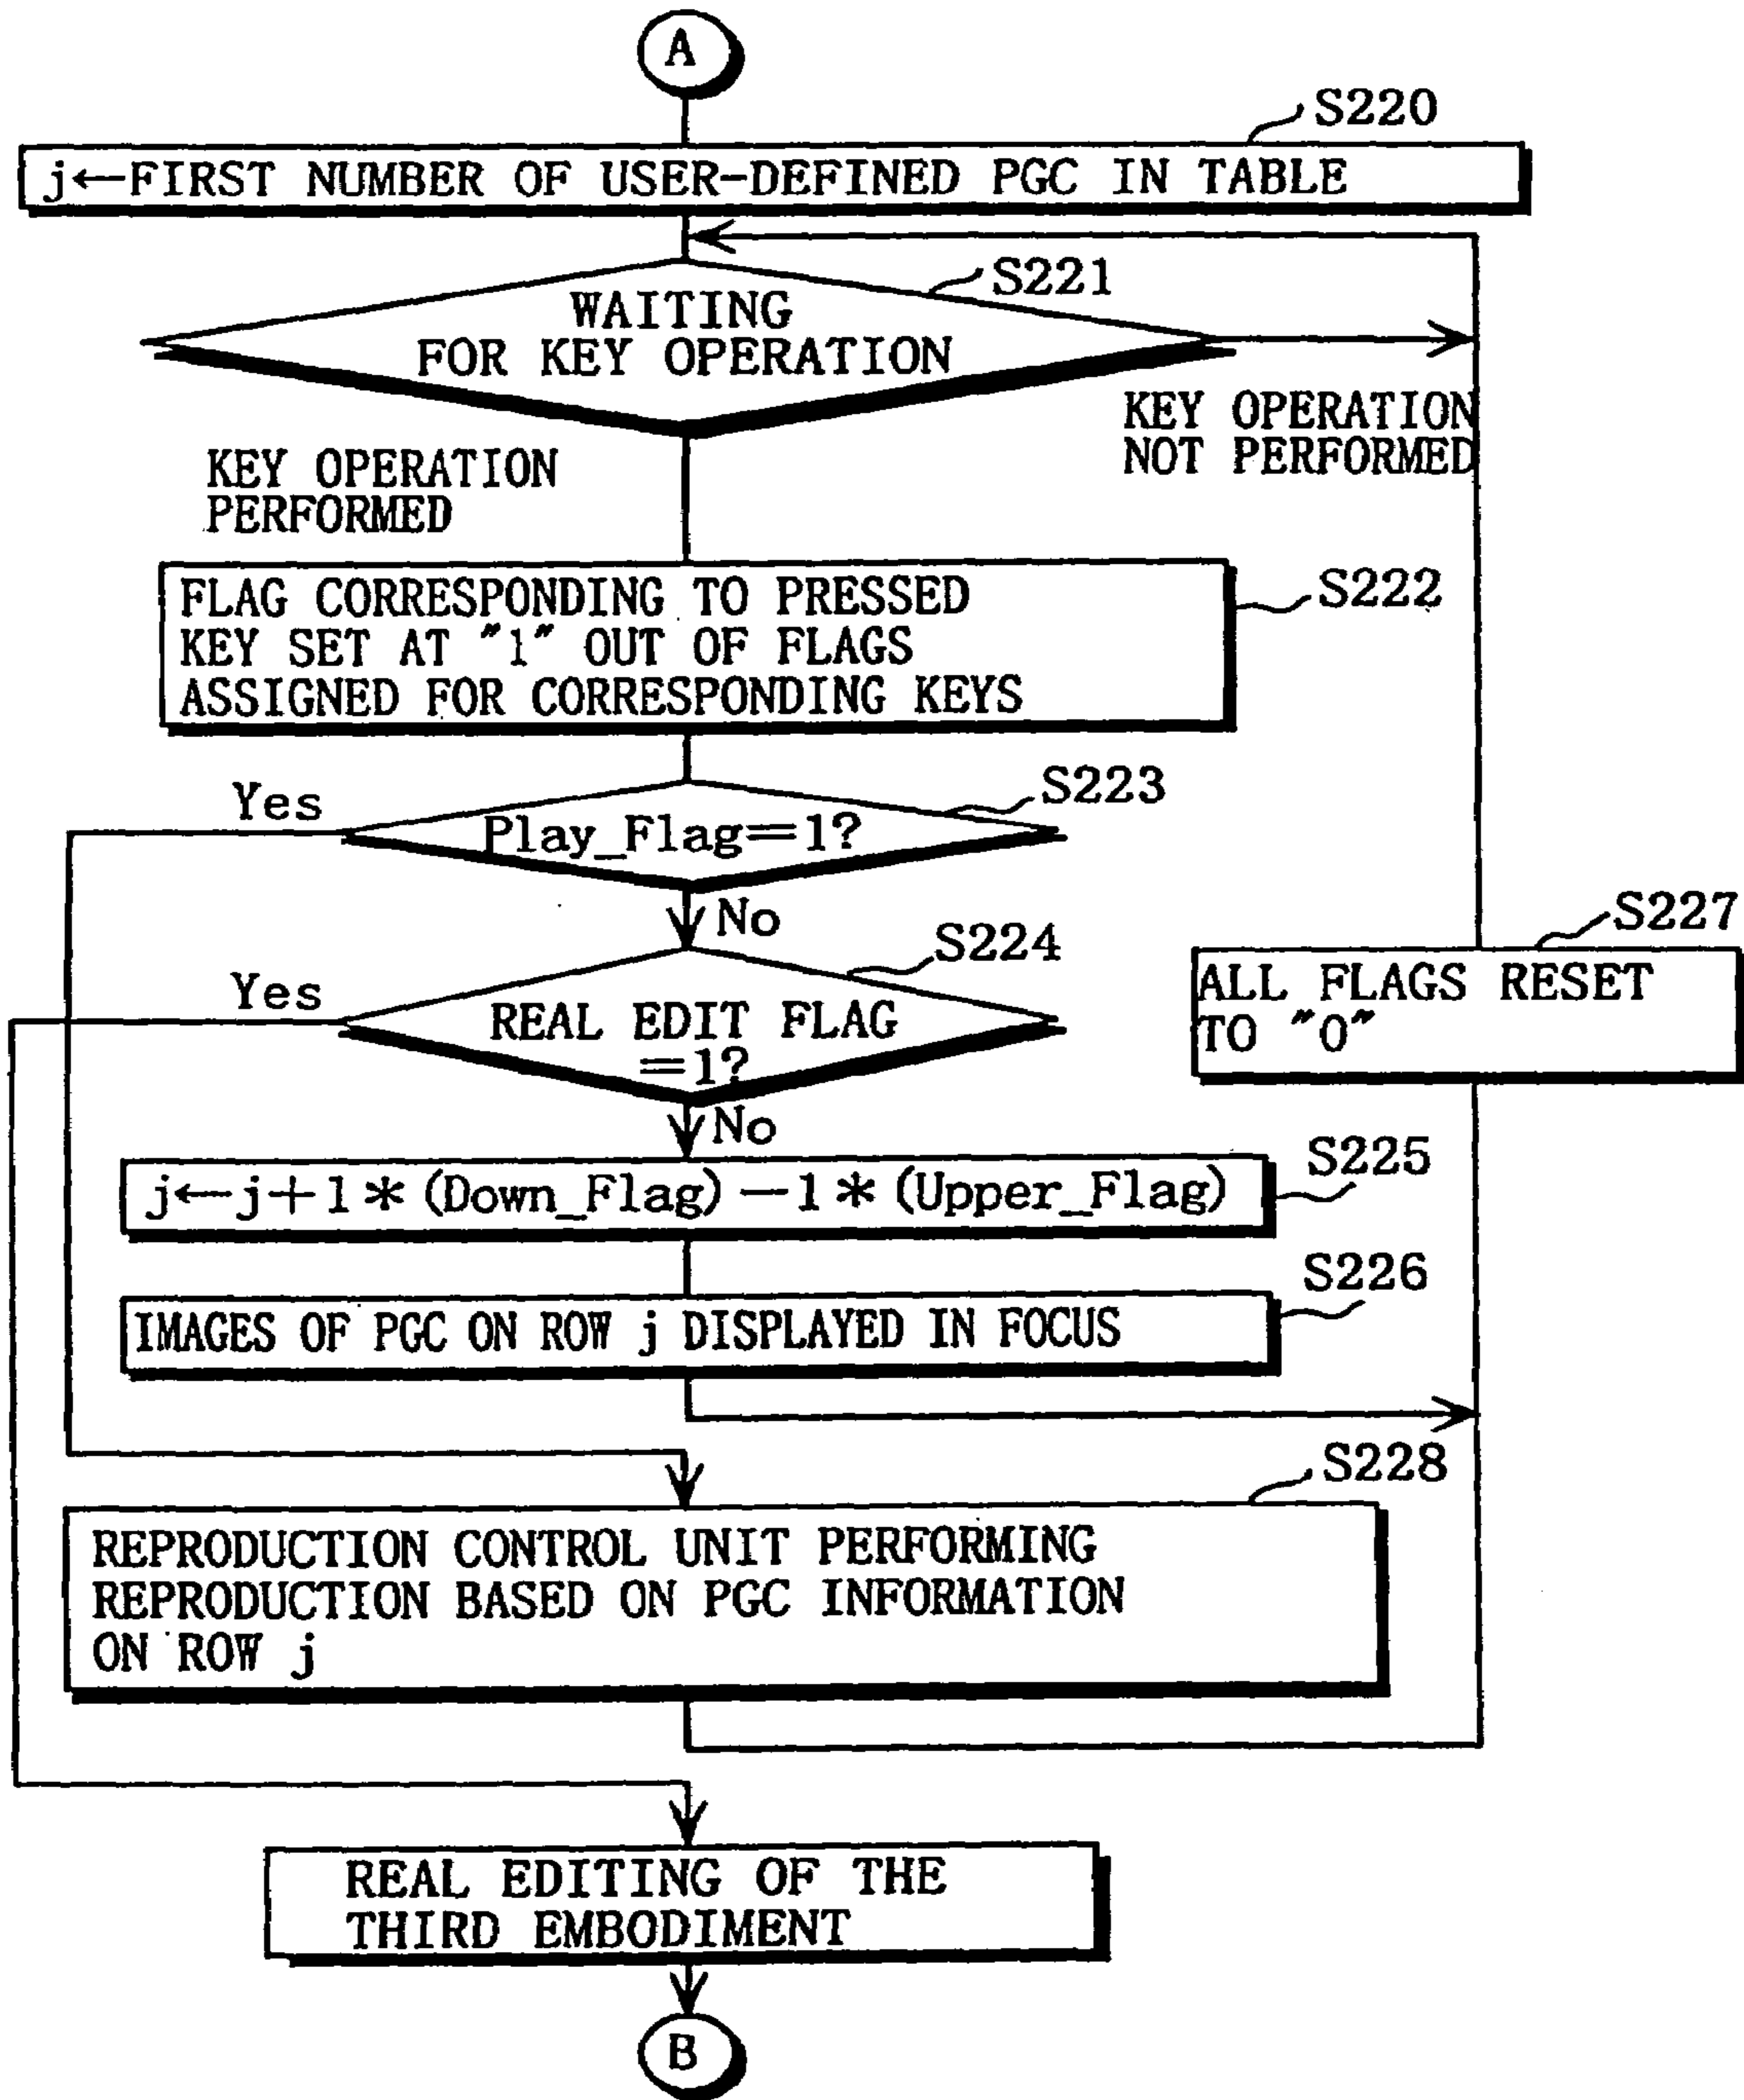 A
S220
j←FIRST NUMBER OF USER-DEFINED PGC IN TABLE
S221
WAITING
FOR KEY OPERATION
KEY OPERATION
NOT PERFORMED
KEY OPERATION
PERFORMED
FLAG CORRESPONDING TO PRESSED
KEY SET AT "1" OUT OF FLAGS
ASSIGNED FOR CORRESPONDING KEYS
S222
S223
Yes
Play_Flag=1?
No
S224
Yes
REAL EDIT FLAG
=1?
No
S227
ALL FLAGS RESET
TO "0"
S225
j←j+1*(Down_Flag)-1*(Upper_Flag)
S226
IMAGES OF PGC ON ROW j DISPLAYED IN FOCUS
S228
REPRODUCTION CONTROL UNIT PERFORMING
REPRODUCTION BASED ON PGC INFORMATION
ON ROW j
REAL EDITING OF THE
THIRD EMBODIMENT
B